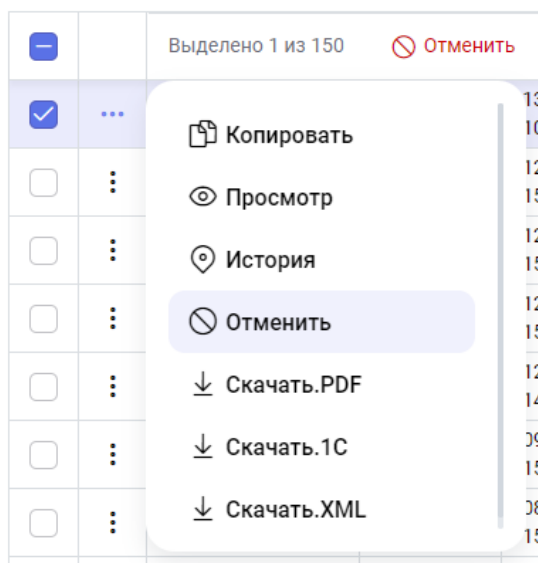 Выделено 1 из 150 Отменить
Копировать
Просмотр
История
Отменить
Скачать.PDF
Скачать.1С
Скачать.XML